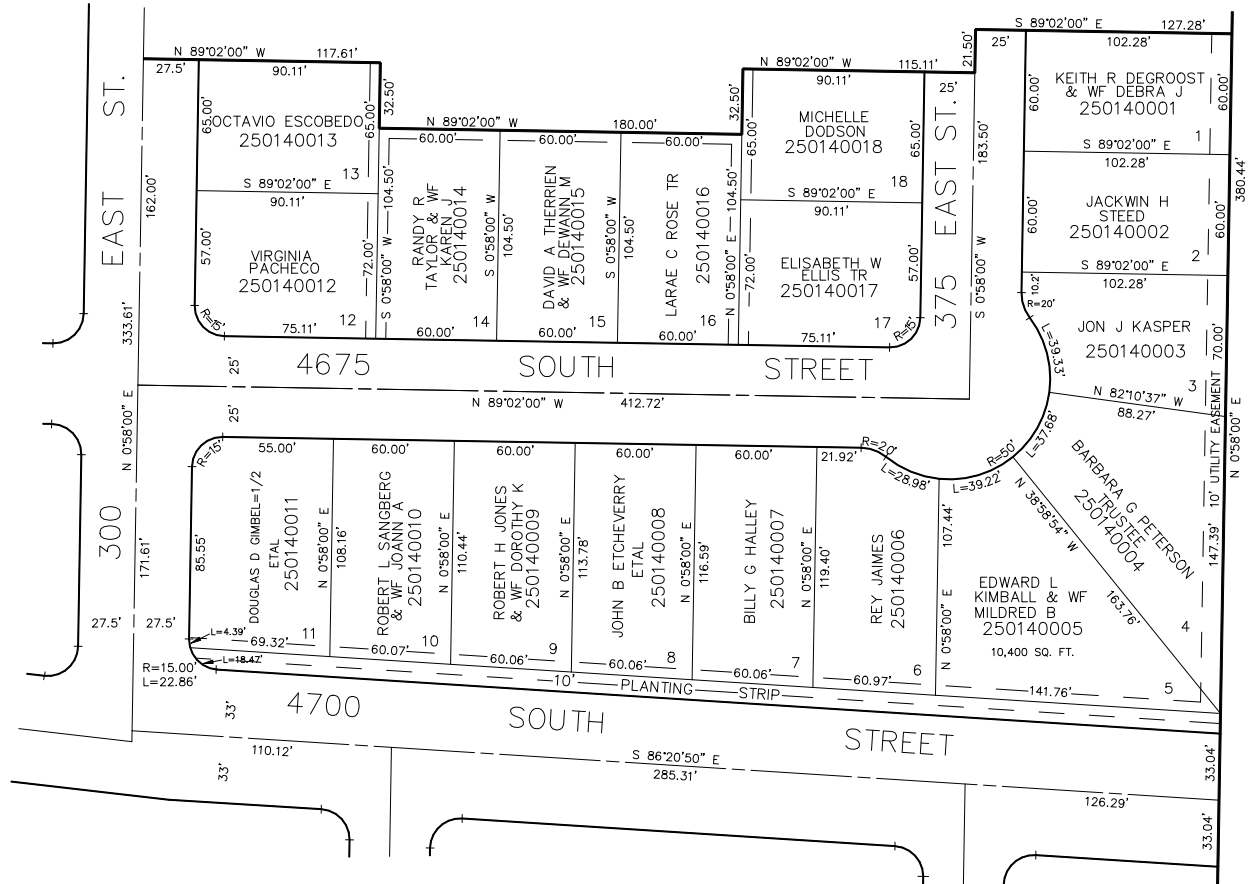 S 89°02'00" E 127.28'
N 89°02'00" W 117.61'
27.5'
90.11'
65.00'
OCTAVIO ESCOBEDO
250140013
65.00'
13
S 89°02'00" E
90.11'
57.00'
VIRGINIA
PACHECO
250140012
72.00'
12
R=15'
75.11'
32.50'
N 89°02'00" W 180.00'
60.00'
60.00'
60.00'
104.50'
S 0°58'00" W
RANDY R
TAYLOR & WF
KAREN J
250140014
14
60.00'
S 0°58'00" W
104.50'
DAVID A THERRIEN
& WF DEWANN M
250140015
15
60.00'
S 0°58'00" W
104.50'
LARAE C ROSE TR
250140016
16
60.00'
104.50'
N 0°58'00" E
32.50'
N 89°02'00" W 115.11'
90.11'
25'
65.00'
MICHELLE
DODSON
250140018
65.00'
18
S 89°02'00" E
90.11'
72.00'
ELISABETH W
ELLIS TR
250140017
57.00'
17
75.11'
R=15'
21.50'
25'
183.50'
S 0°58'00" W
375 EAST ST.
102.28'
60.00'
KEITH R DEGROOST
& WF DEBRA J
250140001
60.00'
1
S 89°02'00" E
102.28'
60.00'
JACKWIN H
STEED
250140002
60.00'
2
S 89°02'00" E
102.28'
10.2'
R=20'
JON J KASPER
250140003
L=39.33'
70.00'
3
N 82°10'37" W
88.27'
380.44'
N 0°58'00" E
10' UTILITY EASEMENT
L=37.68'
R=50'
BARBARA G PETERSON
TRUSTEE
250140004
147.39'
4
N 38°58'54" W
163.76'
300 EAST ST.
162.00'
333.61'
N 0°58'00" E
171.61'
25'
25'
4675 SOUTH STREET
N 89°02'00" W 412.72'
R=15'
55.00'
60.00'
60.00'
60.00'
60.00'
21.92'
R=20'
L=28.98'
L=39.22'
85.55'
DOUGLAS D GIMBEL=1/2
ETAL
250140011
N 0°58'00" E
108.16'
11
69.32'
ROBERT L SANGBERG
& WF JOANN A
250140010
N 0°58'00" E
110.44'
10
60.07'
ROBERT H JONES
& WF DOROTHY K
250140009
N 0°58'00" E
113.78'
9
60.06'
JOHN B ETCHEVERRY
ETAL
250140008
N 0°58'00" E
116.59'
8
60.06'
BILLY G HALLEY
250140007
N 0°58'00" E
119.40'
7
60.06'
REY JAIMES
250140006
107.44'
N 0°58'00" E
6
60.97'
EDWARD L
KIMBALL & WF
MILDRED B
250140005
10,400 SQ. FT.
5
141.76'
27.5'
27.5'
L=4.39'
L=18.47'
R=15.00'
L=22.86'
10' PLANTING STRIP
33'
4700 SOUTH STREET
33'
110.12'
S 86°20'50" E
285.31'
126.29'
33.04'
33.04'